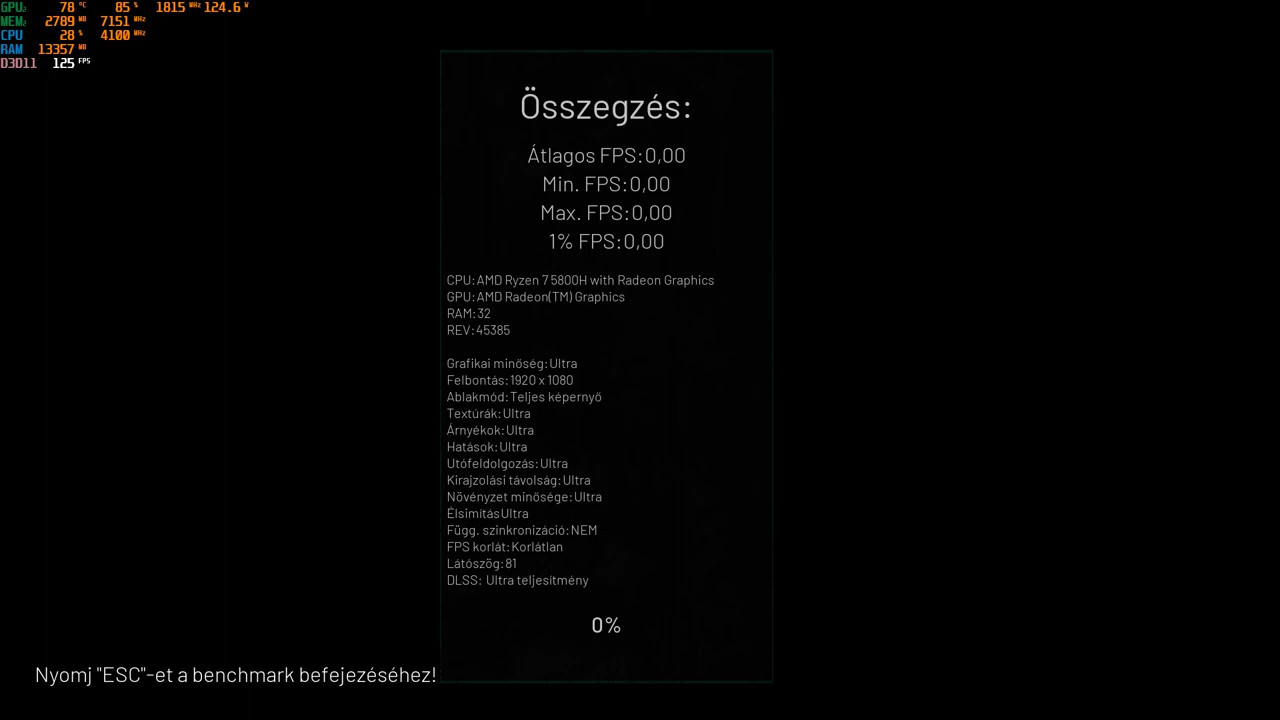 GPU₂ 78 °C 85 % 1815 MHz 124.6 W
MEM₂ 2789 MB 7151 MHz
CPU 28 % 4100 MHz
RAM 13357 MB
D3D11 125 FPS
Összegzés:
Átlagos FPS:0,00
Min. FPS:0,00
Max. FPS:0,00
1% FPS:0,00
CPU:AMD Ryzen 7 5800H with Radeon Graphics
GPU:AMD Radeon(TM) Graphics
RAM:32
REV:45385
Grafikai minőség:Ultra
Felbontás:1920 x 1080
Ablakmód:Teljes képernyő
Textúrák:Ultra
Árnyékok:Ultra
Hatások:Ultra
Utófeldolgozás:Ultra
Kirajzolási távolság:Ultra
Növényzet minősége:Ultra
ÉlsimításUltra
Függ. szinkronizáció:NEM
FPS korlát:Korlátlan
Látószög:81
DLSS: Ultra teljesítmény
0%
Nyomj "ESC"-et a benchmark befejezéséhez!